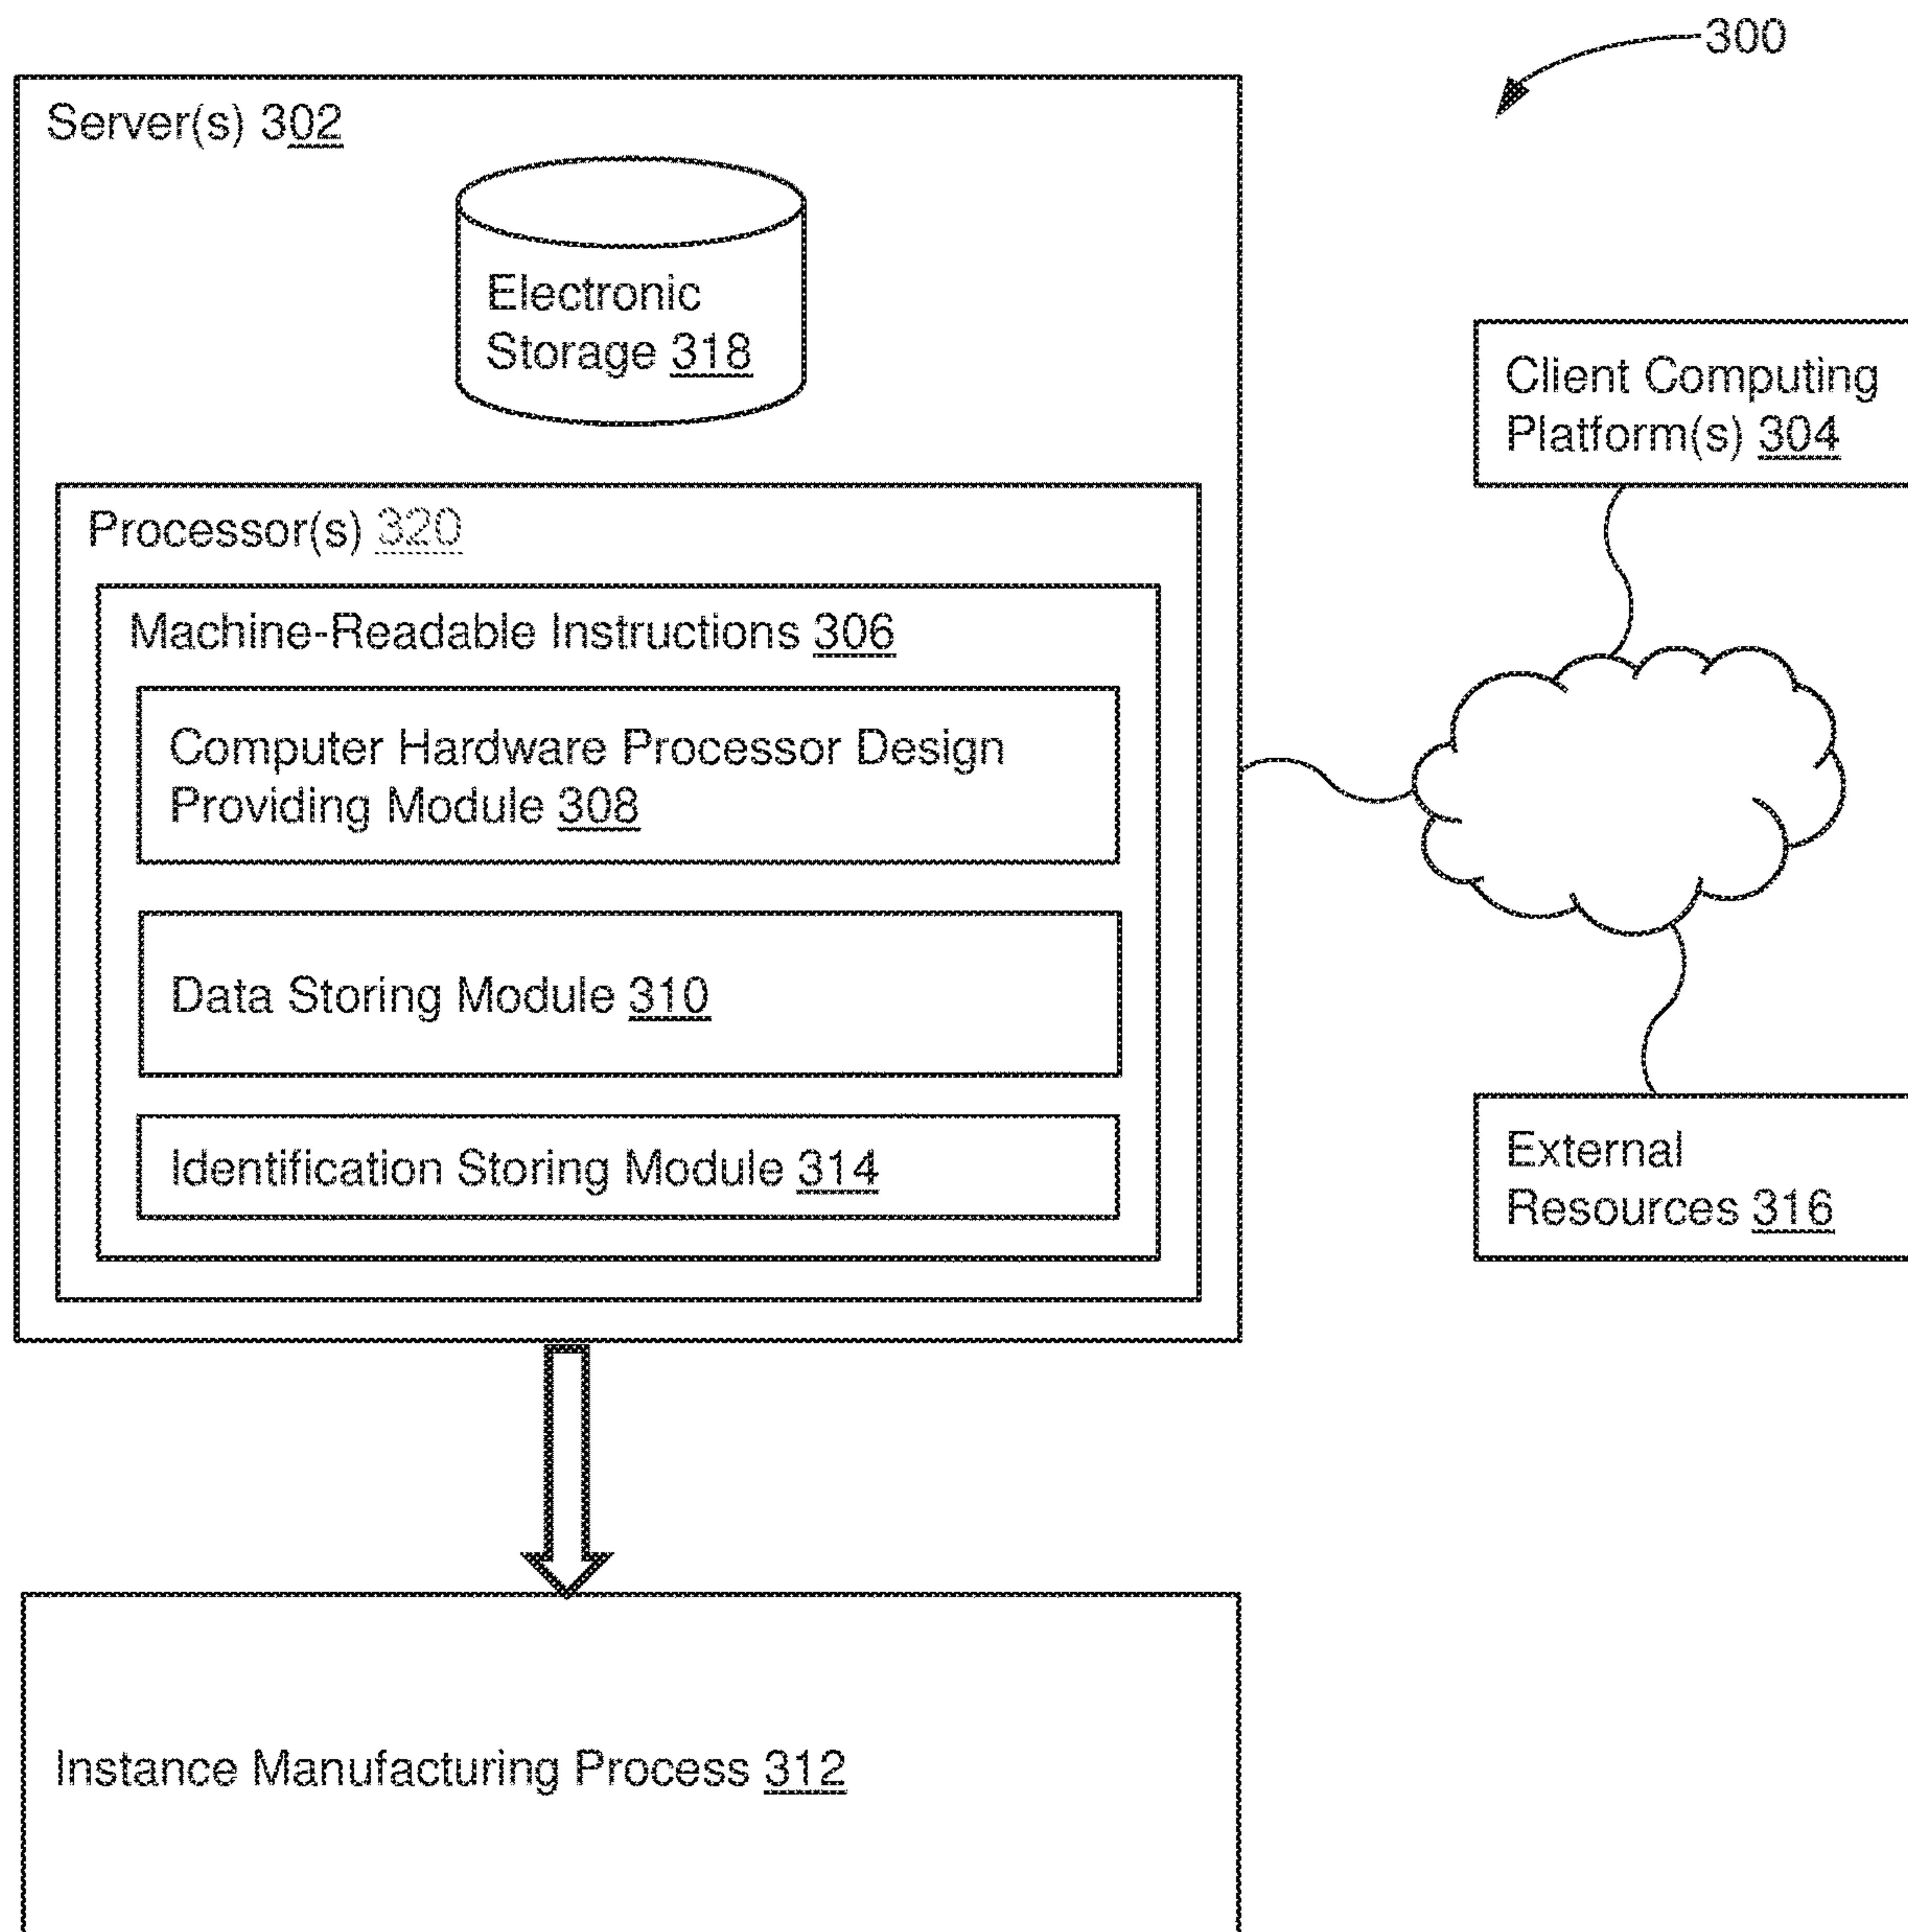 300
Server(s) 302
Electronic
Storage 318
Client Computing
Platform(s) 304
Processor(s) 320
Machine-Readable Instructions 306
Computer Hardware Processor Design
Providing Module 308
Data Storing Module 310
Identification Storing Module 314
External
Resources 316
Instance Manufacturing Process 312